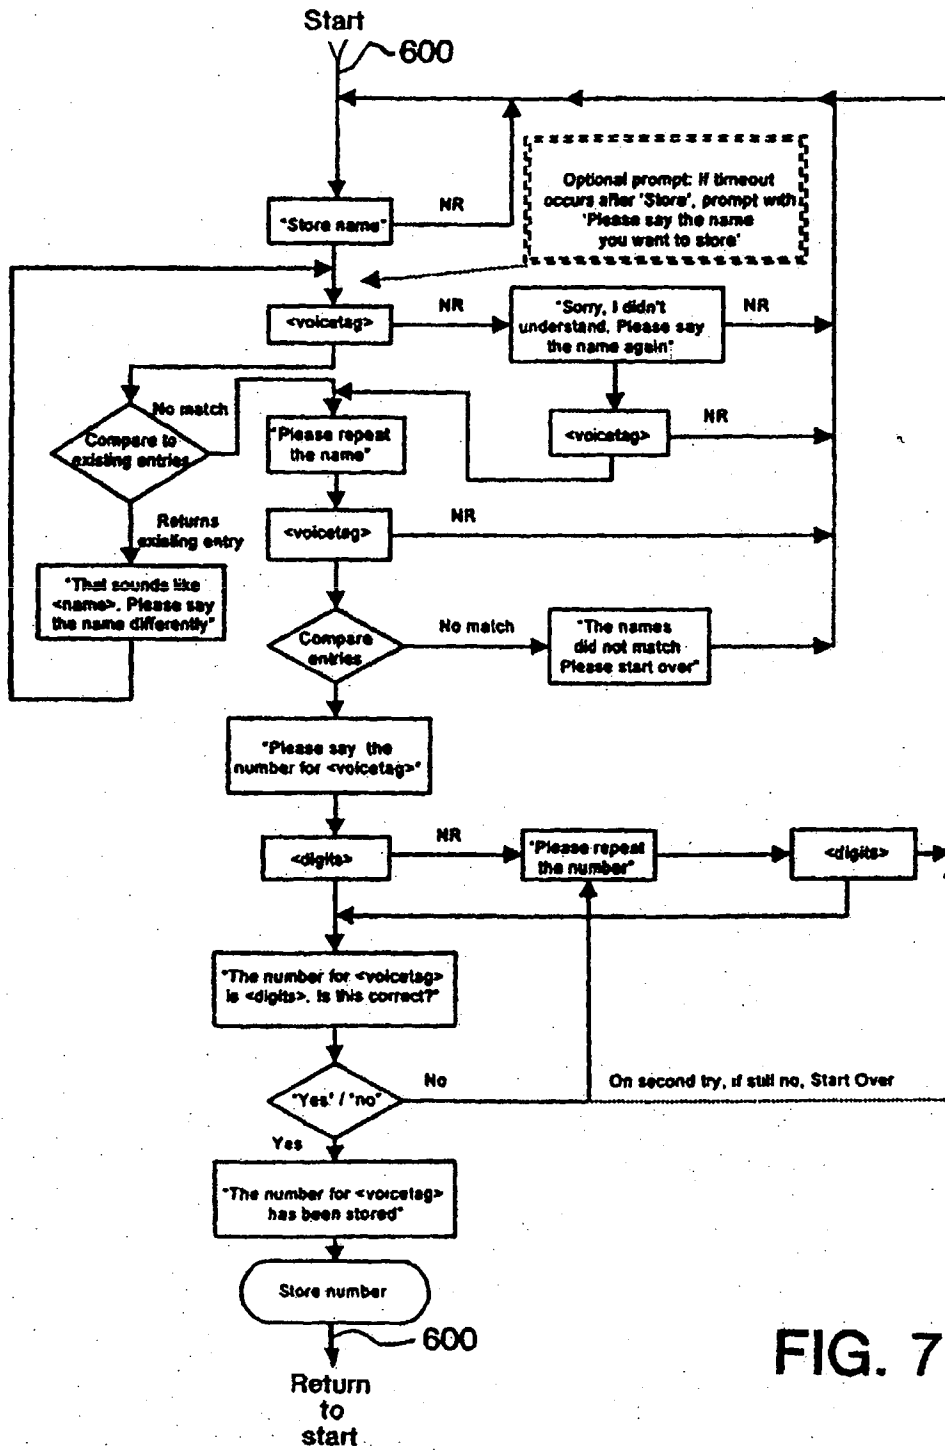 Start
600
Optional prompt: If timeout
occurs after 'Store', prompt with
'Please say the name
you want to store'
"Store name"
NR
<voicetag>
NR
"Sorry, I didn't
understand. Please say
the name again"
NR
No match
Compare to
existing entries
"Please repeat
the name"
<voicetag>
NR
Returns
existing entry
<voicetag>
NR
"That sounds like
<name>. Please say
the name differently"
Compare
entries
No match
"The names
did not match
Please start over"
"Please say the
number for <voicetag>"
<digits>
NR
"Please repeat
the number"
<digits>
"The number for <voicetag>
is <digits>. Is this correct?"
"Yes" / "no"
No
On second try, if still no, Start Over
Yes
"The number for <voicetag>
has been stored"
Store number
600
Return
to
start
FIG. 7